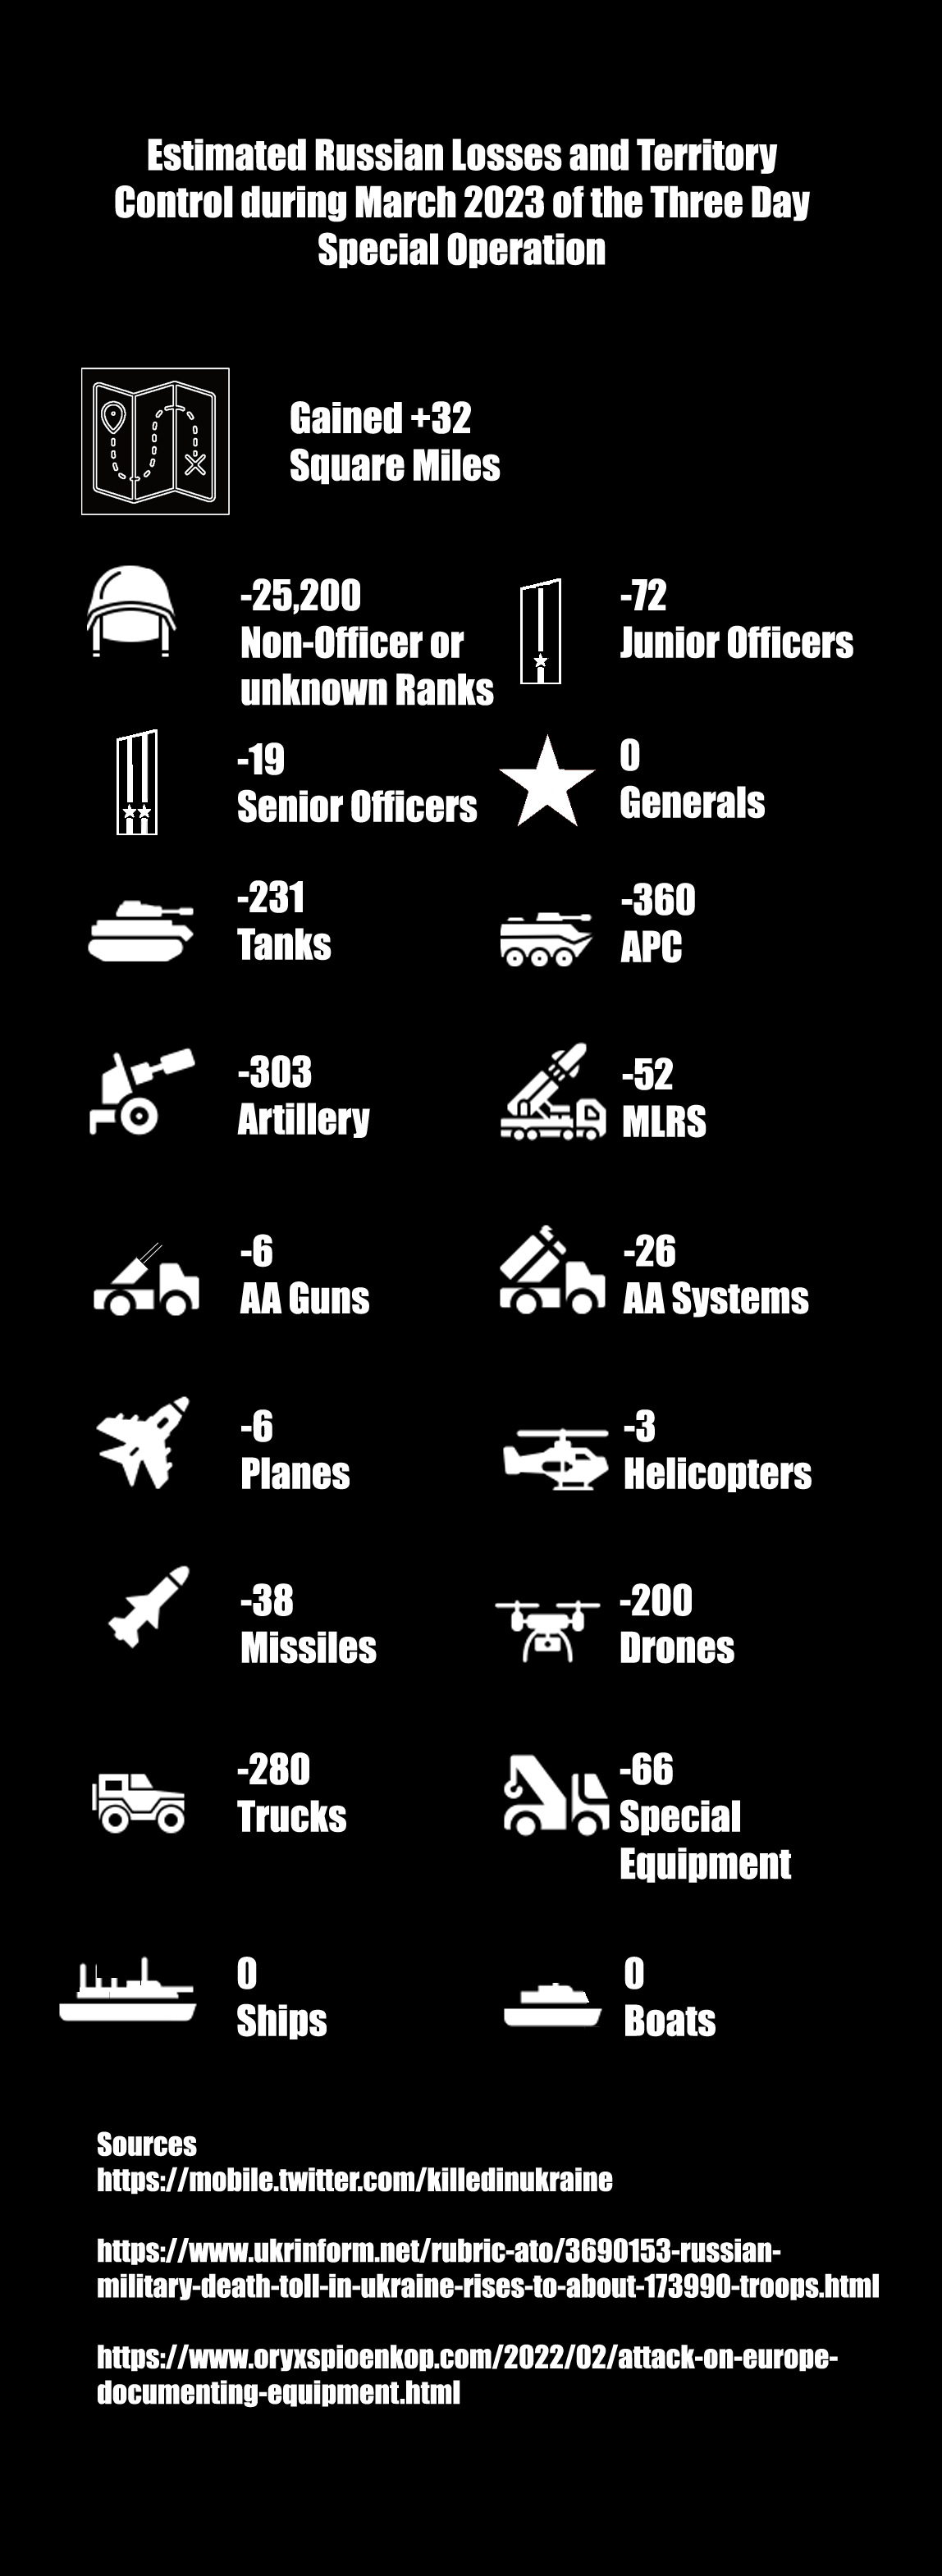 Estimated Russian Losses and Territory
Control during March 2023 of the Three Day
Special Operation
Gained +32
Square Miles
-25,200
Non-Officer or
unknown Ranks
-72
Junior Officers
-19
Senior Officers
0
Generals
-231
Tanks
-360
APC
-303
Artillery
-52
MLRS
-6
AA Guns
-26
AA Systems
-6
Planes
-3
Helicopters
-38
Missiles
-200
Drones
-280
Trucks
-66
Special
Equipment
0
Ships
0
Boats
Sources
https://mobile.twitter.com/killedinukraine
https://www.ukrinform.net/rubric-ato/3690153-russian-
military-death-toll-in-ukraine-rises-to-about-173990-troops.html
https://www.oryxspioenkop.com/2022/02/attack-on-europe-
documenting-equipment.html